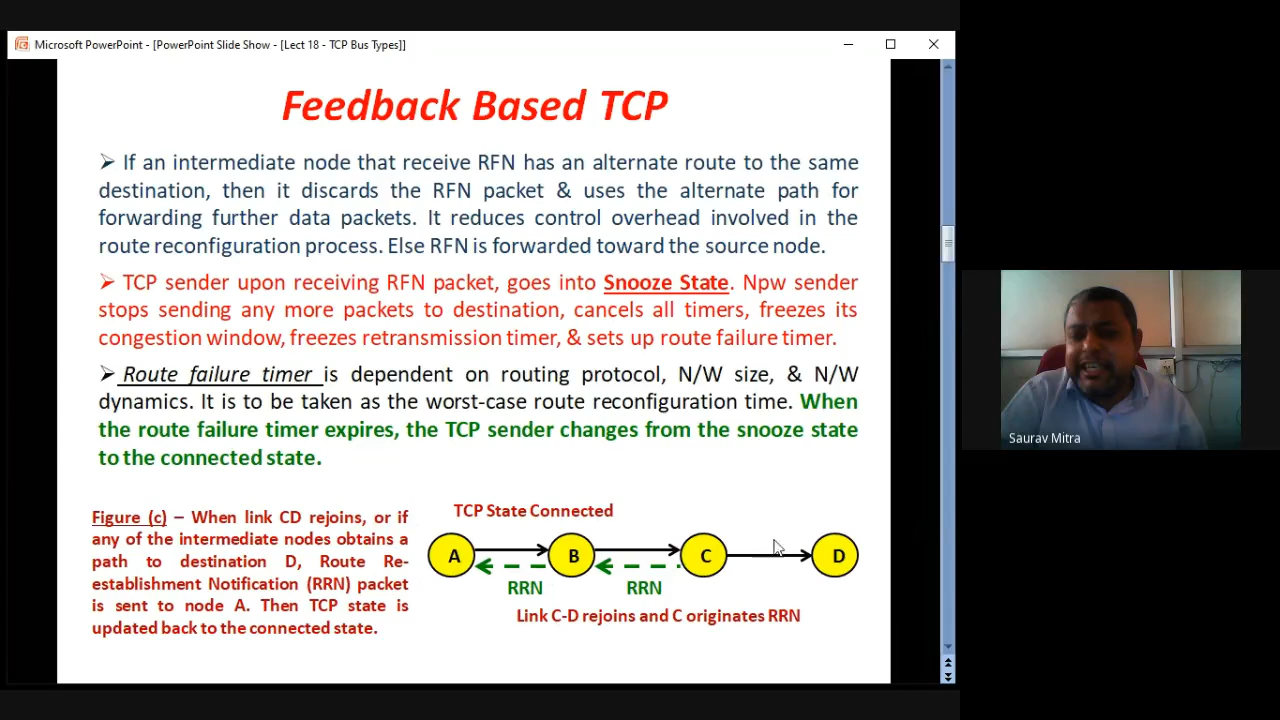 Microsoft PowerPoint - [PowerPoint Slide Show - [Lect 18 - TCP Bus Types]]
Feedback Based TCP
➢ If an intermediate node that receive RFN has an alternate route to the same
destination, then it discards the RFN packet & uses the alternate path for
forwarding further data packets. It reduces control overhead involved in the
route reconfiguration process. Else RFN is forwarded toward the source node.
➢ TCP sender upon receiving RFN packet, goes into Snooze State. Npw sender
stops sending any more packets to destination, cancels all timers, freezes its
congestion window, freezes retransmission timer, & sets up route failure timer.
➢ Route failure timer is dependent on routing protocol, N/W size, & N/W
dynamics. It is to be taken as the worst-case route reconfiguration time. When
the route failure timer expires, the TCP sender changes from the snooze state
to the connected state.
Figure (c) – When link CD rejoins, or if
any of the intermediate nodes obtains a
path to destination D, Route Re-
establishment Notification (RRN) packet
is sent to node A. Then TCP state is
updated back to the connected state.
TCP State Connected
A B C D
RRN RRN
Link C-D rejoins and C originates RRN
Saurav Mitra